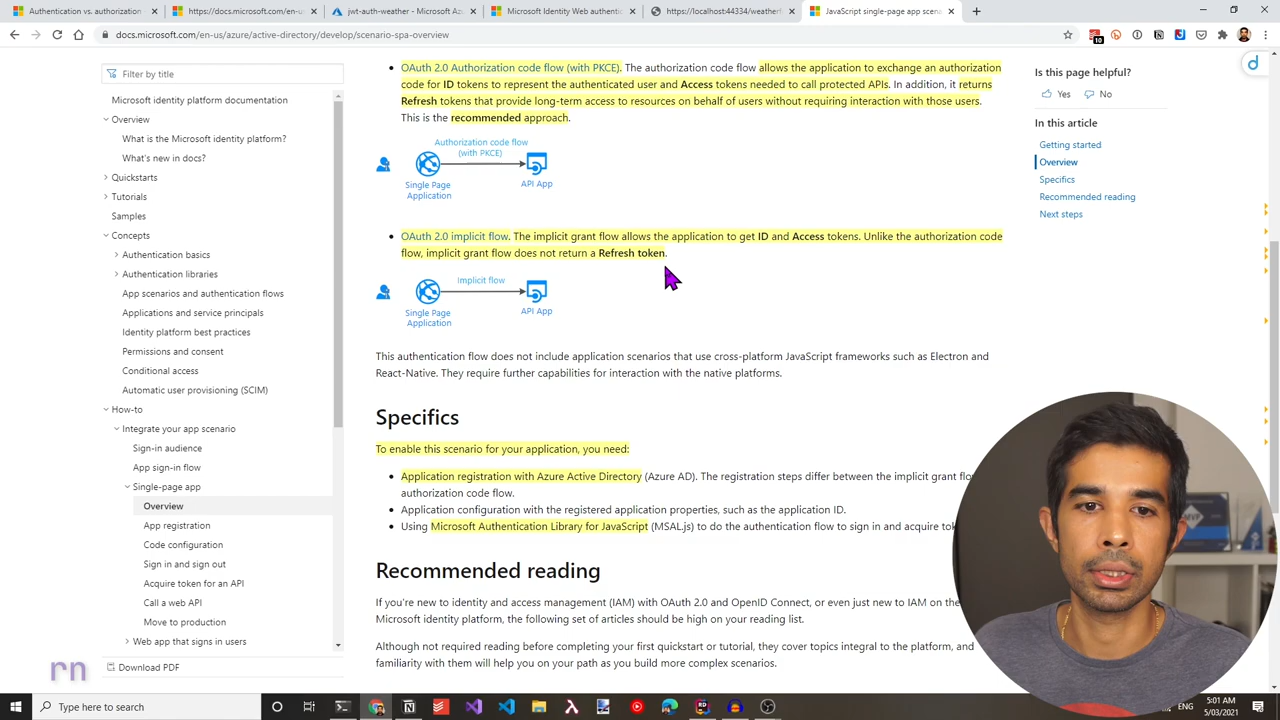 Authentication vs. authorization
https://docs.microsoft.com/en-us
jwt-auth-weather - Microsoft Az
Microsoft Identity Web authentic
https://localhost:44334/weatherf
JavaScript single-page app scena
docs.microsoft.com/en-us/azure/active-directory/develop/scenario-spa-overview
10
Filter by title
Microsoft identity platform documentation
Overview
What is the Microsoft identity platform?
What's new in docs?
Quickstarts
Tutorials
Samples
Concepts
Authentication basics
Authentication libraries
App scenarios and authentication flows
Applications and service principals
Identity platform best practices
Permissions and consent
Conditional access
Automatic user provisioning (SCIM)
How-to
Integrate your app scenario
Sign-in audience
App sign-in flow
Single-page app
Overview
App registration
Code configuration
Sign in and sign out
Acquire token for an API
Call a web API
Move to production
Web app that signs in users
Download PDF
OAuth 2.0 Authorization code flow (with PKCE). The authorization code flow allows the application to exchange an authorization
code for ID tokens to represent the authenticated user and Access tokens needed to call protected APIs. In addition, it returns
Refresh tokens that provide long-term access to resources on behalf of users without requiring interaction with those users.
This is the recommended approach.
Authorization code flow
(with PKCE)
Single Page
Application
API App
OAuth 2.0 implicit flow. The implicit grant flow allows the application to get ID and Access tokens. Unlike the authorization code
flow, implicit grant flow does not return a Refresh token.
Implicit flow
Single Page
Application
API App
This authentication flow does not include application scenarios that use cross-platform JavaScript frameworks such as Electron and
React-Native. They require further capabilities for interaction with the native platforms.
Specifics
To enable this scenario for your application, you need:
Application registration with Azure Active Directory (Azure AD). The registration steps differ between the implicit grant flo
authorization code flow.
Application configuration with the registered application properties, such as the application ID.
Using Microsoft Authentication Library for JavaScript (MSAL.js) to do the authentication flow to sign in and acquire tok
Recommended reading
If you're new to identity and access management (IAM) with OAuth 2.0 and OpenID Connect, or even just new to IAM on the
Microsoft identity platform, the following set of articles should be high on your reading list.
Although not required reading before completing your first quickstart or tutorial, they cover topics integral to the platform, and
familiarity with them will help you on your path as you build more complex scenarios.
Is this page helpful?
Yes
No
In this article
Getting started
Overview
Specifics
Recommended reading
Next steps
rn
Type here to search
ENG
5:01 AM
5/03/2021